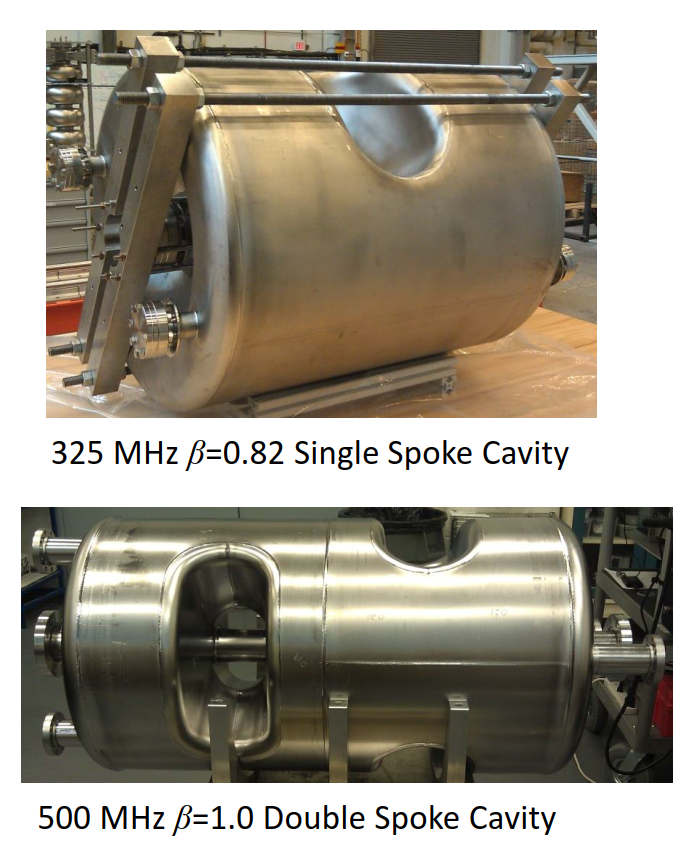 325 MHz β=0.82 Single Spoke Cavity
500 MHz β=1.0 Double Spoke Cavity